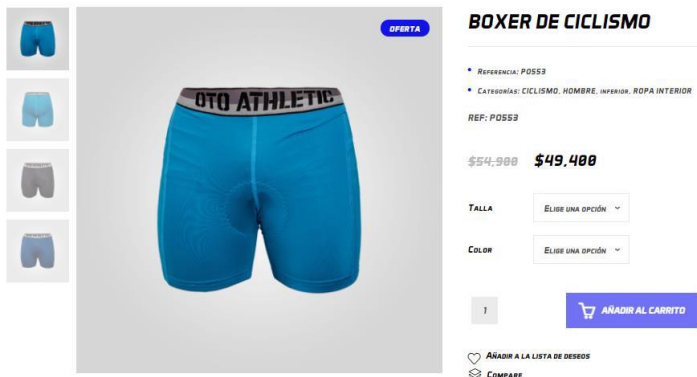 OFERTA
OTO ATHLETIC
BOXER DE CICLISMO
REFERENCIA: P0553
CATEGORÍAS: CICLISMO, HOMBRE, INFERIOR, ROPA INTERIOR
REF: P0553
$54,900 $49,400
TALLA
ELIGE UNA OPCIÓN
COLOR
ELIGE UNA OPCIÓN
1
AÑADIR AL CARRITO
AÑADIR A LA LISTA DE DESEOS
COMPARE